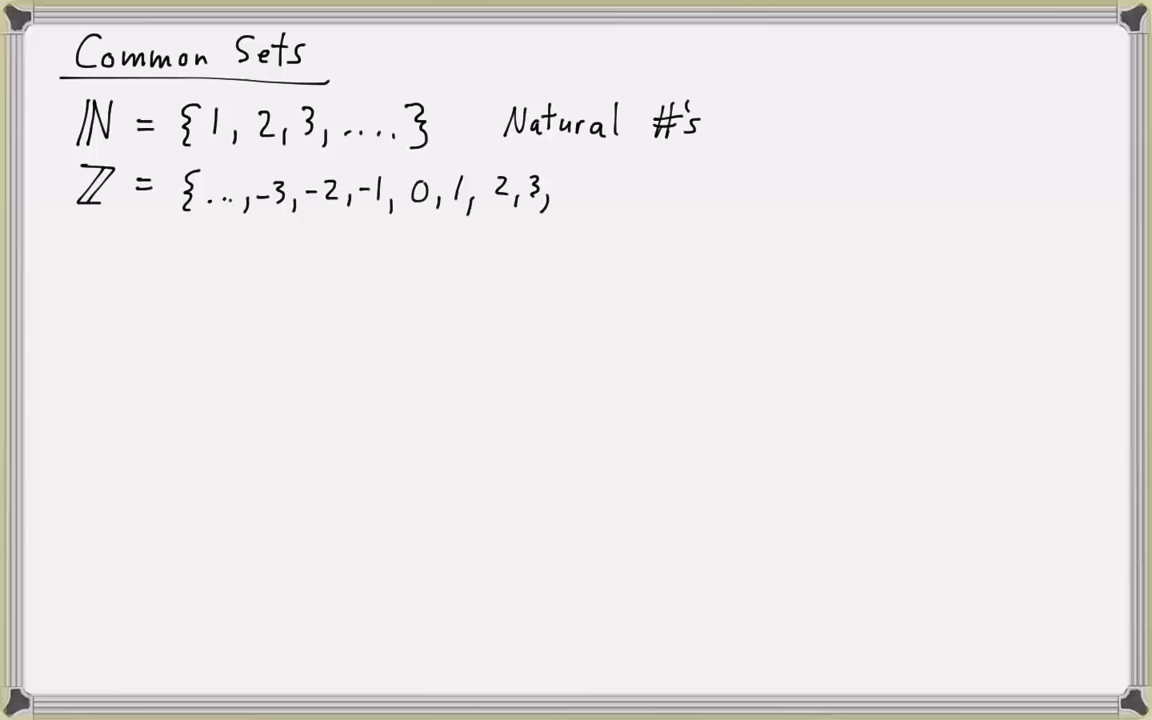 Common Sets
ℕ = {1, 2, 3, ....} Natural #'s
ℤ = {..., -3, -2, -1, 0, 1, 2, 3,